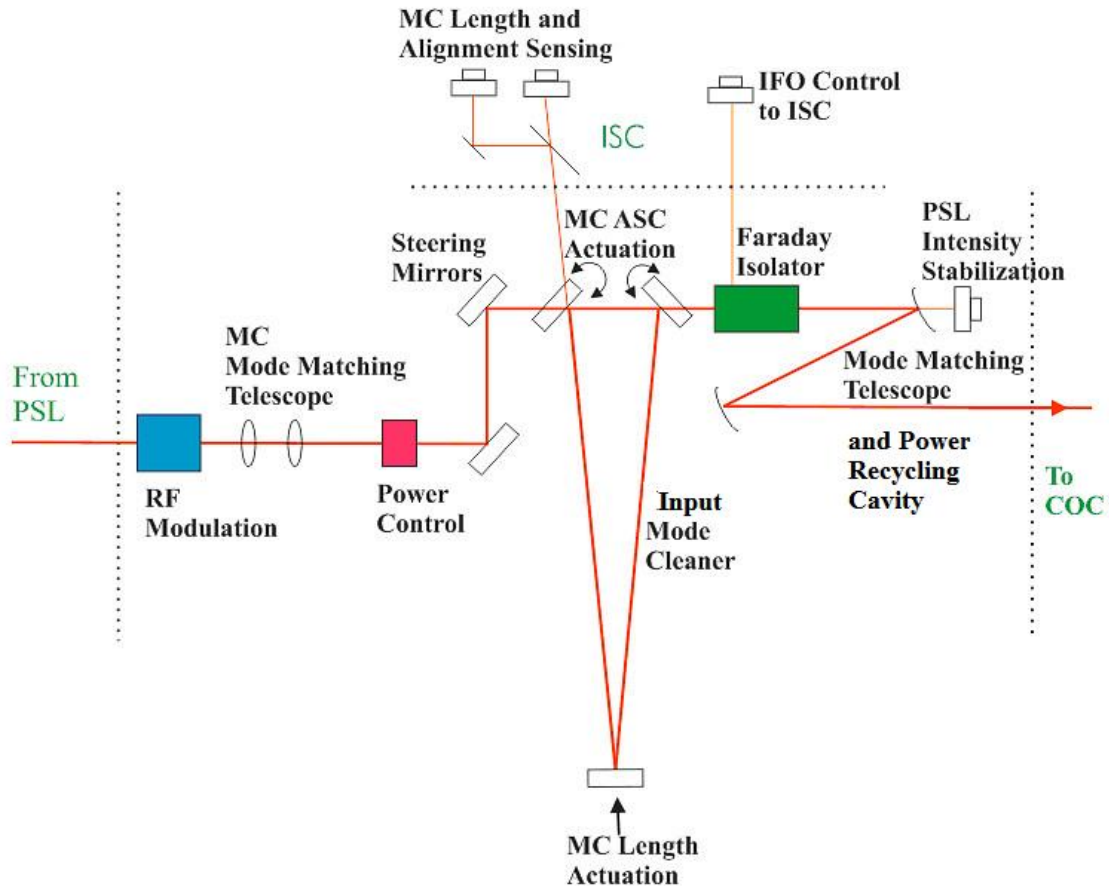 MC Length and
Alignment Sensing
IFO Control
to ISC
ISC
MC ASC
Actuation
Steering
Mirrors
Faraday
Isolator
PSL
Intensity
Stabilization
MC
Mode Matching
Telescope
From
PSL
Mode Matching
Telescope
and Power
Recycling
Cavity
To
COC
RF
Modulation
Power
Control
Input
Mode
Cleaner
MC Length
Actuation